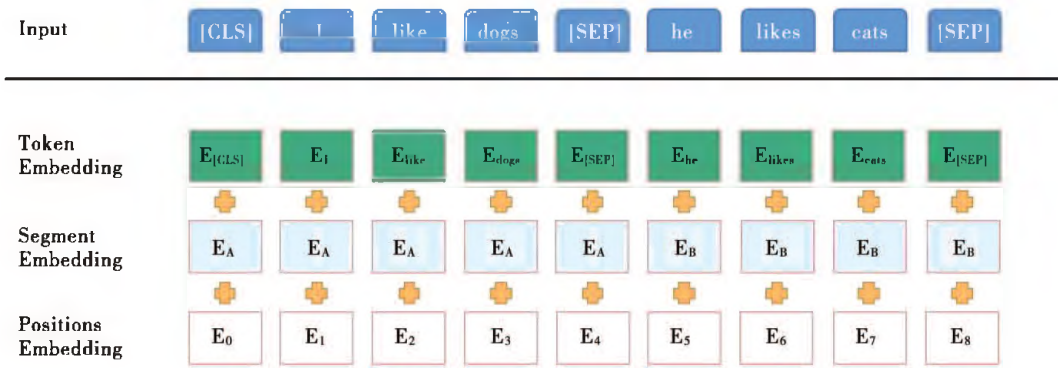 Input [CLS] I like dogs [SEP] he likes cats [SEP]
Token
Embedding E[CLS] EI Elike Edogs E[SEP] Ehe Elikes Ecats E[SEP]
Segment
Embedding EA EA EA EA EA EB EB EB EB
Positions
Embedding E0 E1 E2 E3 E4 E5 E6 E7 E8